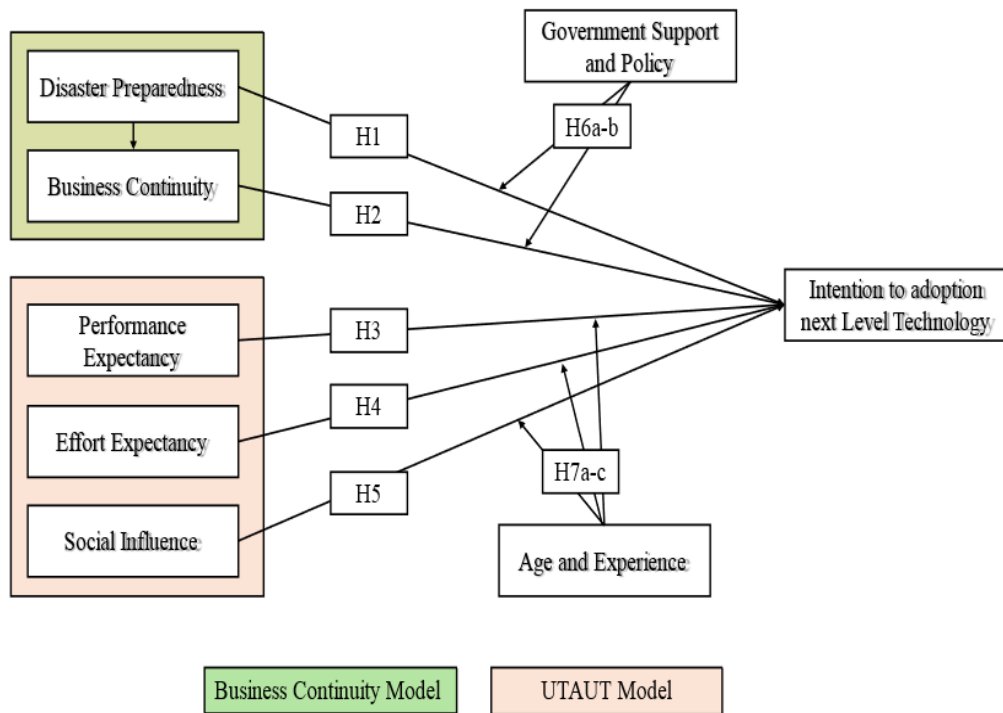 Government Support
and Policy
Disaster Preparedness
H6a-b
H1
Business Continuity
H2
Intention to adoption
next Level Technology
Performance
Expectancy
H3
H4
Effort Expectancy
H7a-c
H5
Social Influence
Age and Experience
Business Continuity Model
UTAUT Model